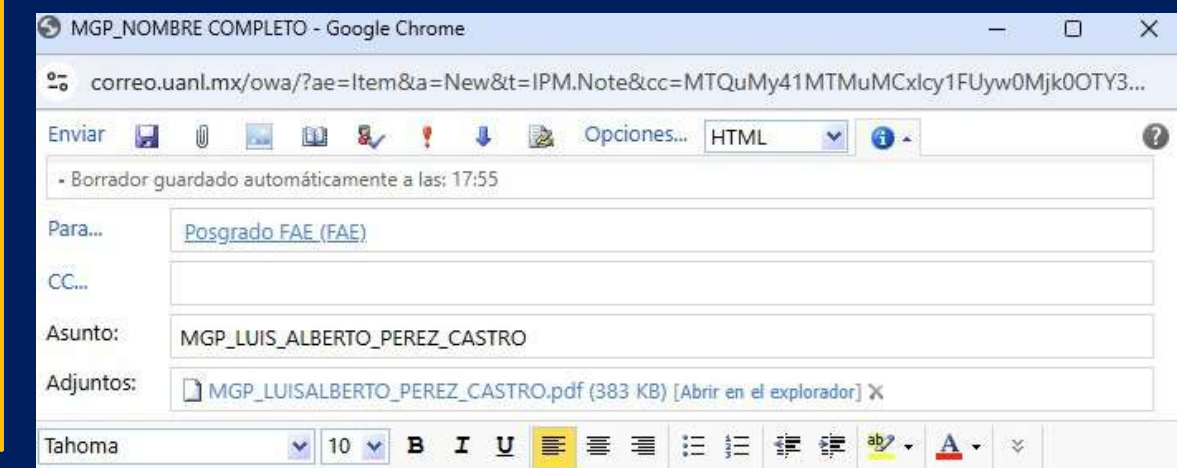 MGP_NOMBRE COMPLETO - Google Chrome
correo.uanl.mx/owa/?ae=Item&a=New&t=IPM.Note&cc=MTQuMy41MTMuMCxlcy1FUyw0Mjk0OTY3...
Enviar Opciones... HTML
- Borrador guardado automáticamente a las: 17:55
Para... Posgrado FAE (FAE)
CC...
Asunto: MGP_LUIS_ALBERTO_PEREZ_CASTRO
Adjuntos: MGP_LUISALBERTO_PEREZ_CASTRO.pdf (383 KB) [Abrir en el explorador]
Tahoma 10 B I U ab A